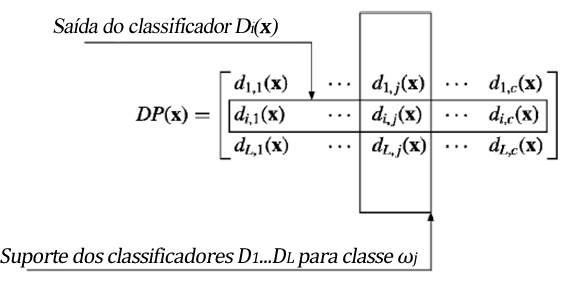 Saída do classificador Di(x)
d1,1(x) ⋯ d1,j(x) ⋯ d1,c(x)
DP(x) = di,1(x) ⋯ di,j(x) ⋯ di,c(x)
dL,1(x) ⋯ dL,j(x) ⋯ dL,c(x)
Suporte dos classificadores D1...DL para classe ωj